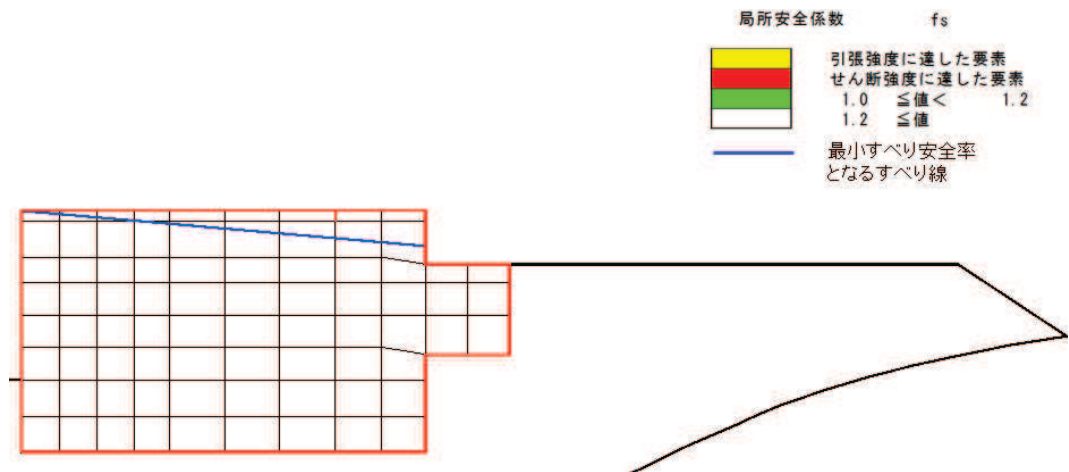 局所安全係数 fs
引張強度に達した要素
せん断強度に達した要素
1.0 ≦値< 1.2
1.2 ≦値
最小すべり安全率
となるすべり線